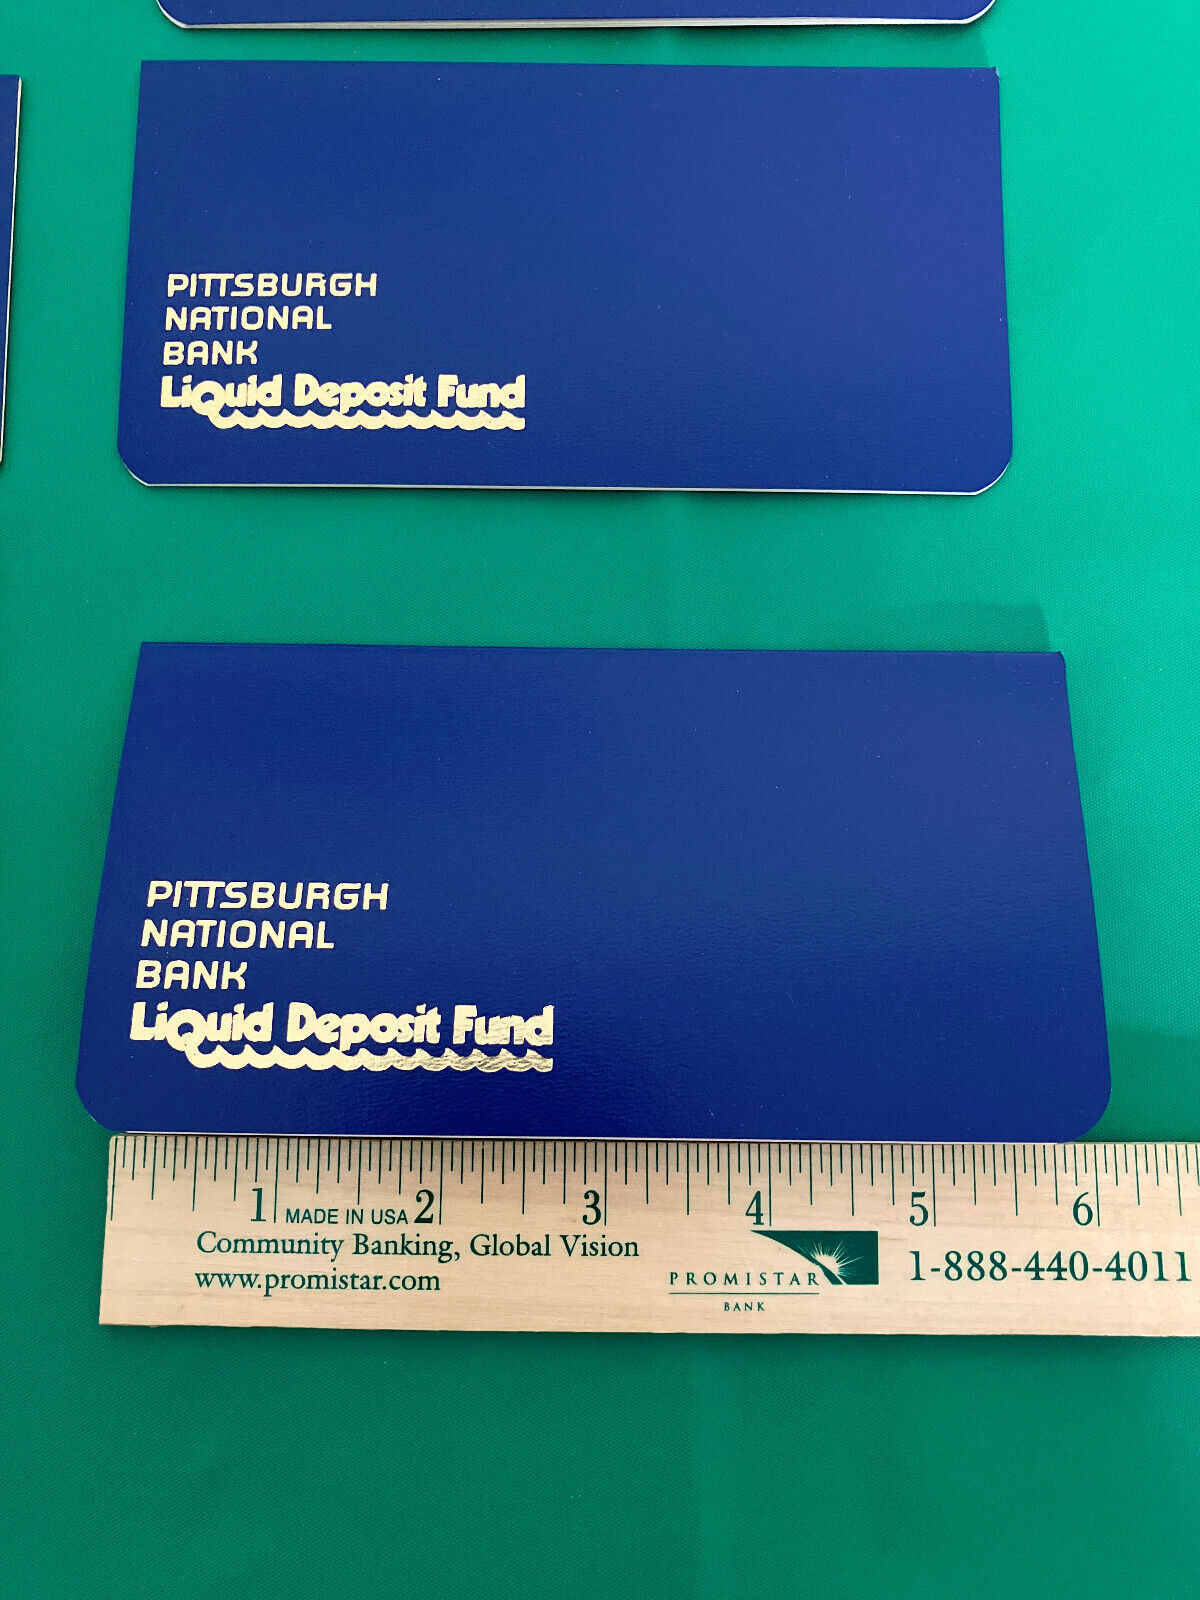 PITTSBURGH
NATIONAL
BANK
LiQuid Deposit Fund
PITTSBURGH
NATIONAL
BANK
LiQuid Deposit Fund
1 2 3 4 5 6
MADE IN USA
Community Banking, Global Vision
www.promistar.com
PROMISTAR
BANK
1-888-440-4011